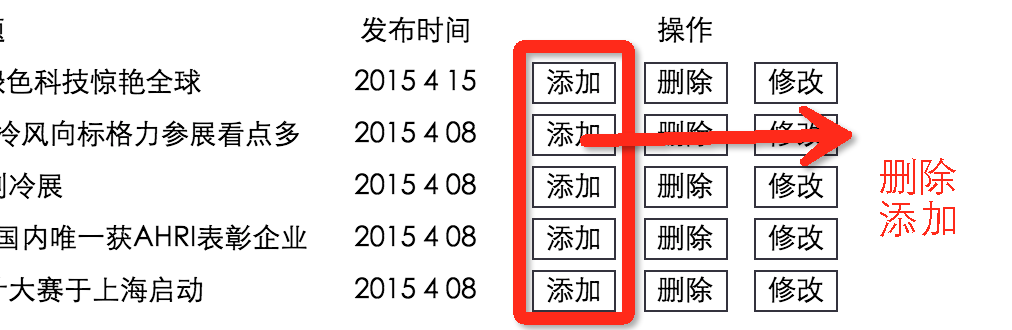 发布时间 操作
色科技惊艳全球 2015 4 15 添加 删除 修改
冷风向标格力参展看点多 2015 4 08 添加 删除 修改
冷展 2015 4 08 添加 删除 修改
国内唯一获AHRI表彰企业 2015 4 08 添加 删除 修改
大赛于上海启动 2015 4 08 添加 删除 修改
删除
添加